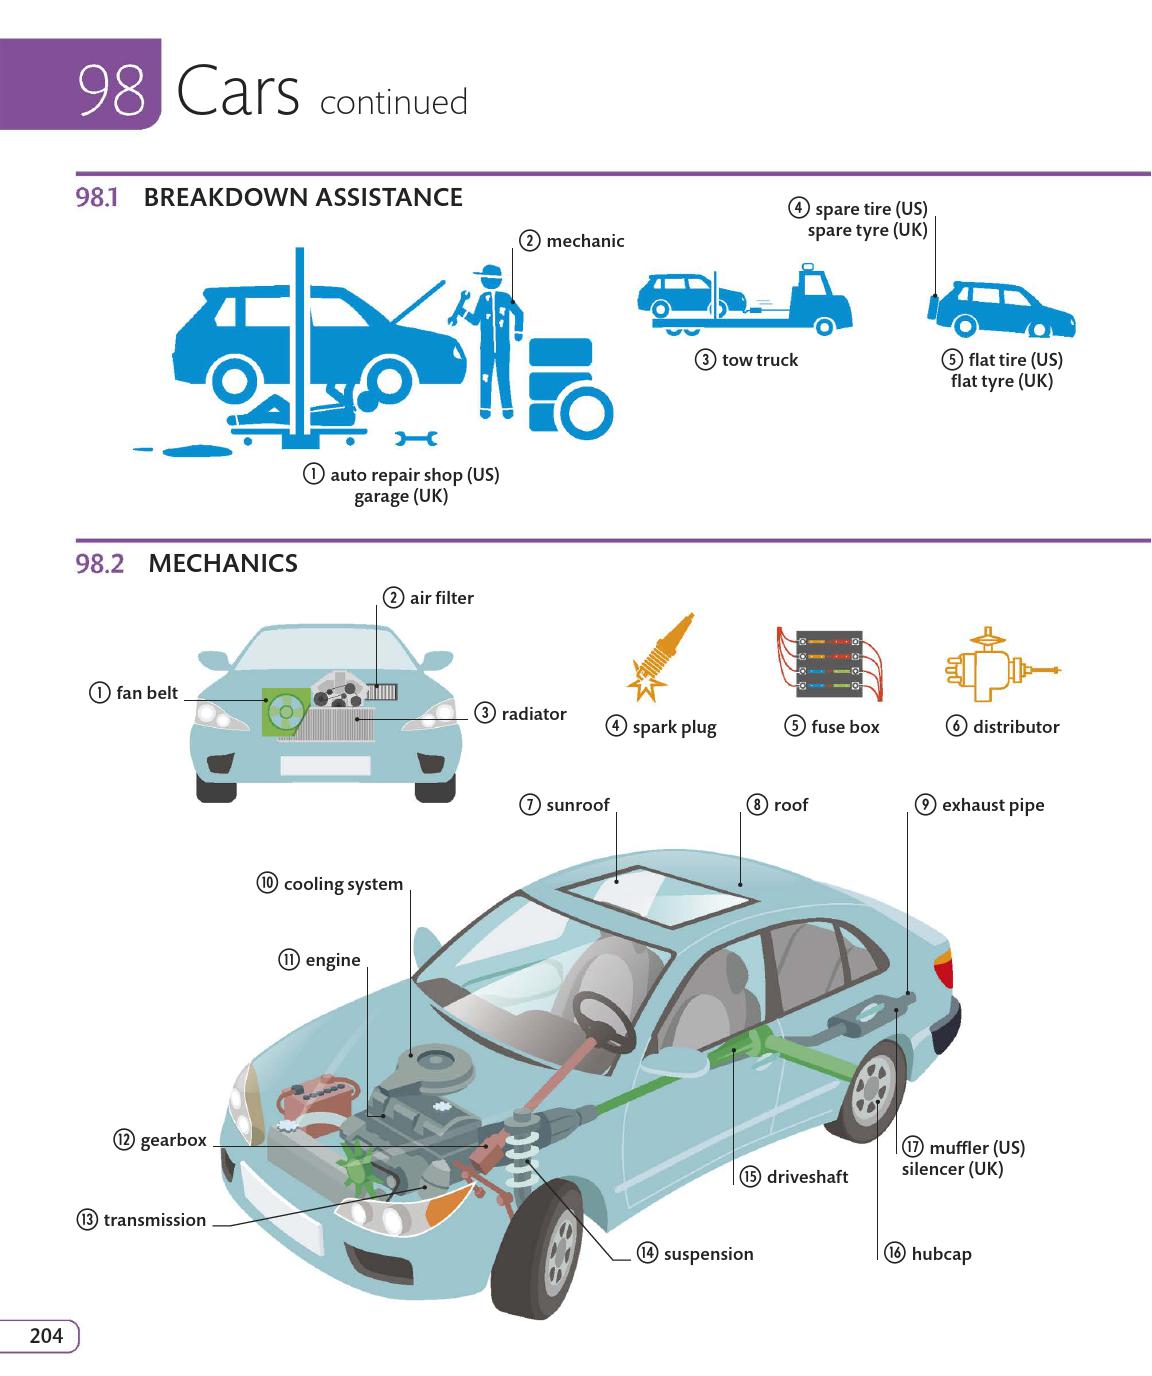 98 Cars continued
98.1 BREAKDOWN ASSISTANCE
④ spare tire (US)
spare tyre (UK)
② mechanic
③ tow truck
⑤ flat tire (US)
flat tyre (UK)
① auto repair shop (US)
garage (UK)
98.2 MECHANICS
② air filter
① fan belt
③ radiator
④ spark plug
⑤ fuse box
⑥ distributor
⑦ sunroof
⑧ roof
⑨ exhaust pipe
⑩ cooling system
⑪ engine
⑫ gearbox
⑰ muffler (US)
silencer (UK)
⑮ driveshaft
⑬ transmission
⑭ suspension
⑯ hubcap
204